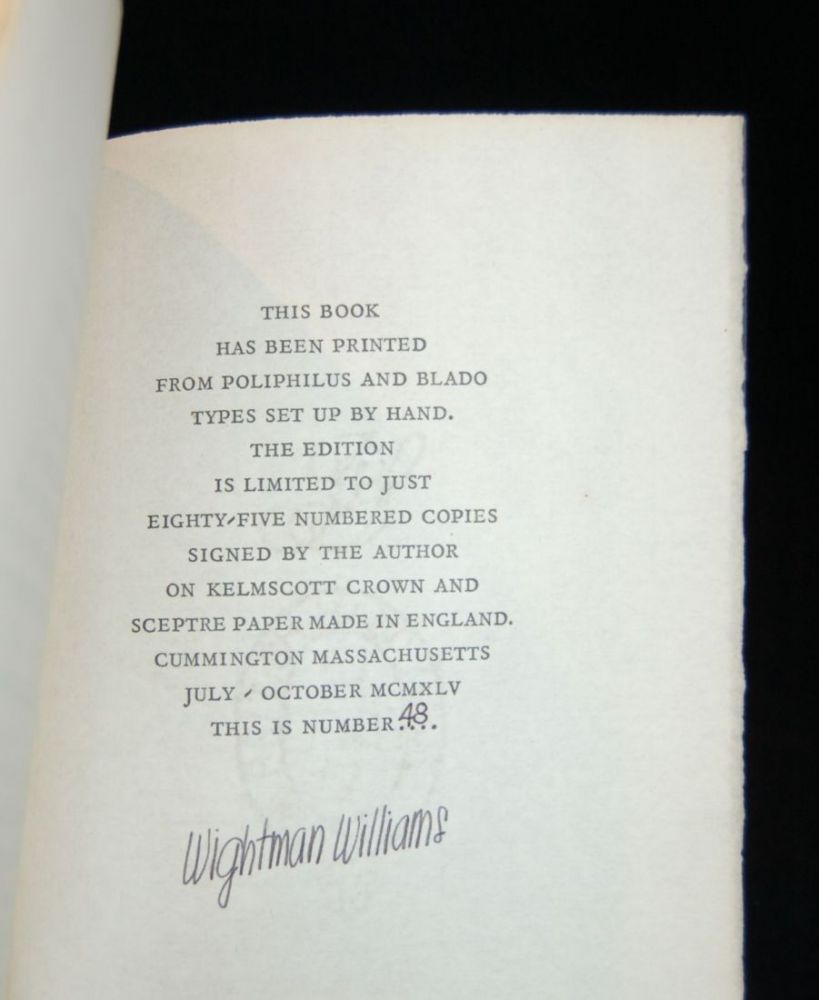 THIS BOOK
HAS BEEN PRINTED
FROM POLIPHILUS AND BLADO
TYPES SET UP BY HAND.
THE EDITION
IS LIMITED TO JUST
EIGHTY-FIVE NUMBERED COPIES
SIGNED BY THE AUTHOR
ON KELMSCOTT CROWN AND
SCEPTRE PAPER MADE IN ENGLAND.
CUMMINGTON MASSACHUSETTS
JULY - OCTOBER MCMXLV
THIS IS NUMBER 48....
Wightman Williams